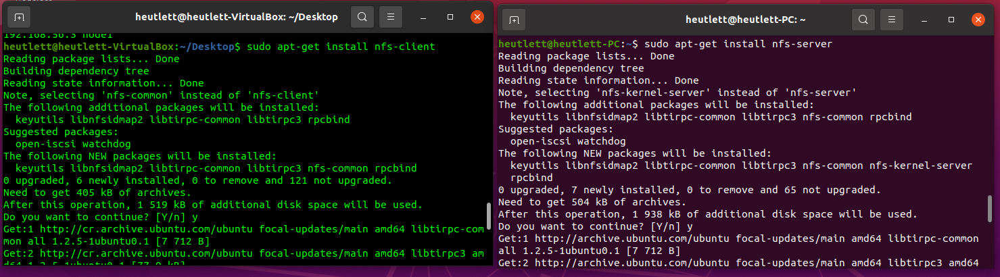 heutlett@heutlett-VirtualBox: ~/Desktop
192.168.56.3 node1
heutlett@heutlett-VirtualBox:~/Desktop$ sudo apt-get install nfs-client
Reading package lists... Done
Building dependency tree
Reading state information... Done
Note, selecting 'nfs-common' instead of 'nfs-client'
The following additional packages will be installed:
  keyutils libnfsidmap2 libtirpc-common libtirpc3 rpcbind
Suggested packages:
  open-iscsi watchdog
The following NEW packages will be installed:
  keyutils libnfsidmap2 libtirpc-common libtirpc3 nfs-common rpcbind
0 upgraded, 6 newly installed, 0 to remove and 121 not upgraded.
Need to get 405 kB of archives.
After this operation, 1 519 kB of additional disk space will be used.
Do you want to continue? [Y/n] y
Get:1 http://cr.archive.ubuntu.com/ubuntu focal-updates/main amd64 libtirpc-com
mon all 1.2.5-1ubuntu0.1 [7 712 B]
Get:2 http://cr.archive.ubuntu.com/ubuntu focal-updates/main amd64 libtirpc3 am
d64 1.2.5-1ubuntu0.1 [77,9 kB]
heutlett@heutlett-PC: ~
heutlett@heutlett-PC:~$ sudo apt-get install nfs-server
Reading package lists... Done
Building dependency tree
Reading state information... Done
Note, selecting 'nfs-kernel-server' instead of 'nfs-server'
The following additional packages will be installed:
  keyutils libnfsidmap2 libtirpc-common libtirpc3 nfs-common rpcbind
Suggested packages:
  open-iscsi watchdog
The following NEW packages will be installed:
  keyutils libnfsidmap2 libtirpc-common libtirpc3 nfs-common nfs-kernel-server
  rpcbind
0 upgraded, 7 newly installed, 0 to remove and 65 not upgraded.
Need to get 504 kB of archives.
After this operation, 1 938 kB of additional disk space will be used.
Do you want to continue? [Y/n] y
Get:1 http://archive.ubuntu.com/ubuntu focal-updates/main amd64 libtirpc-common
all 1.2.5-1ubuntu0.1 [7 712 B]
Get:2 http://archive.ubuntu.com/ubuntu focal-updates/main amd64 libtirpc3 amd64